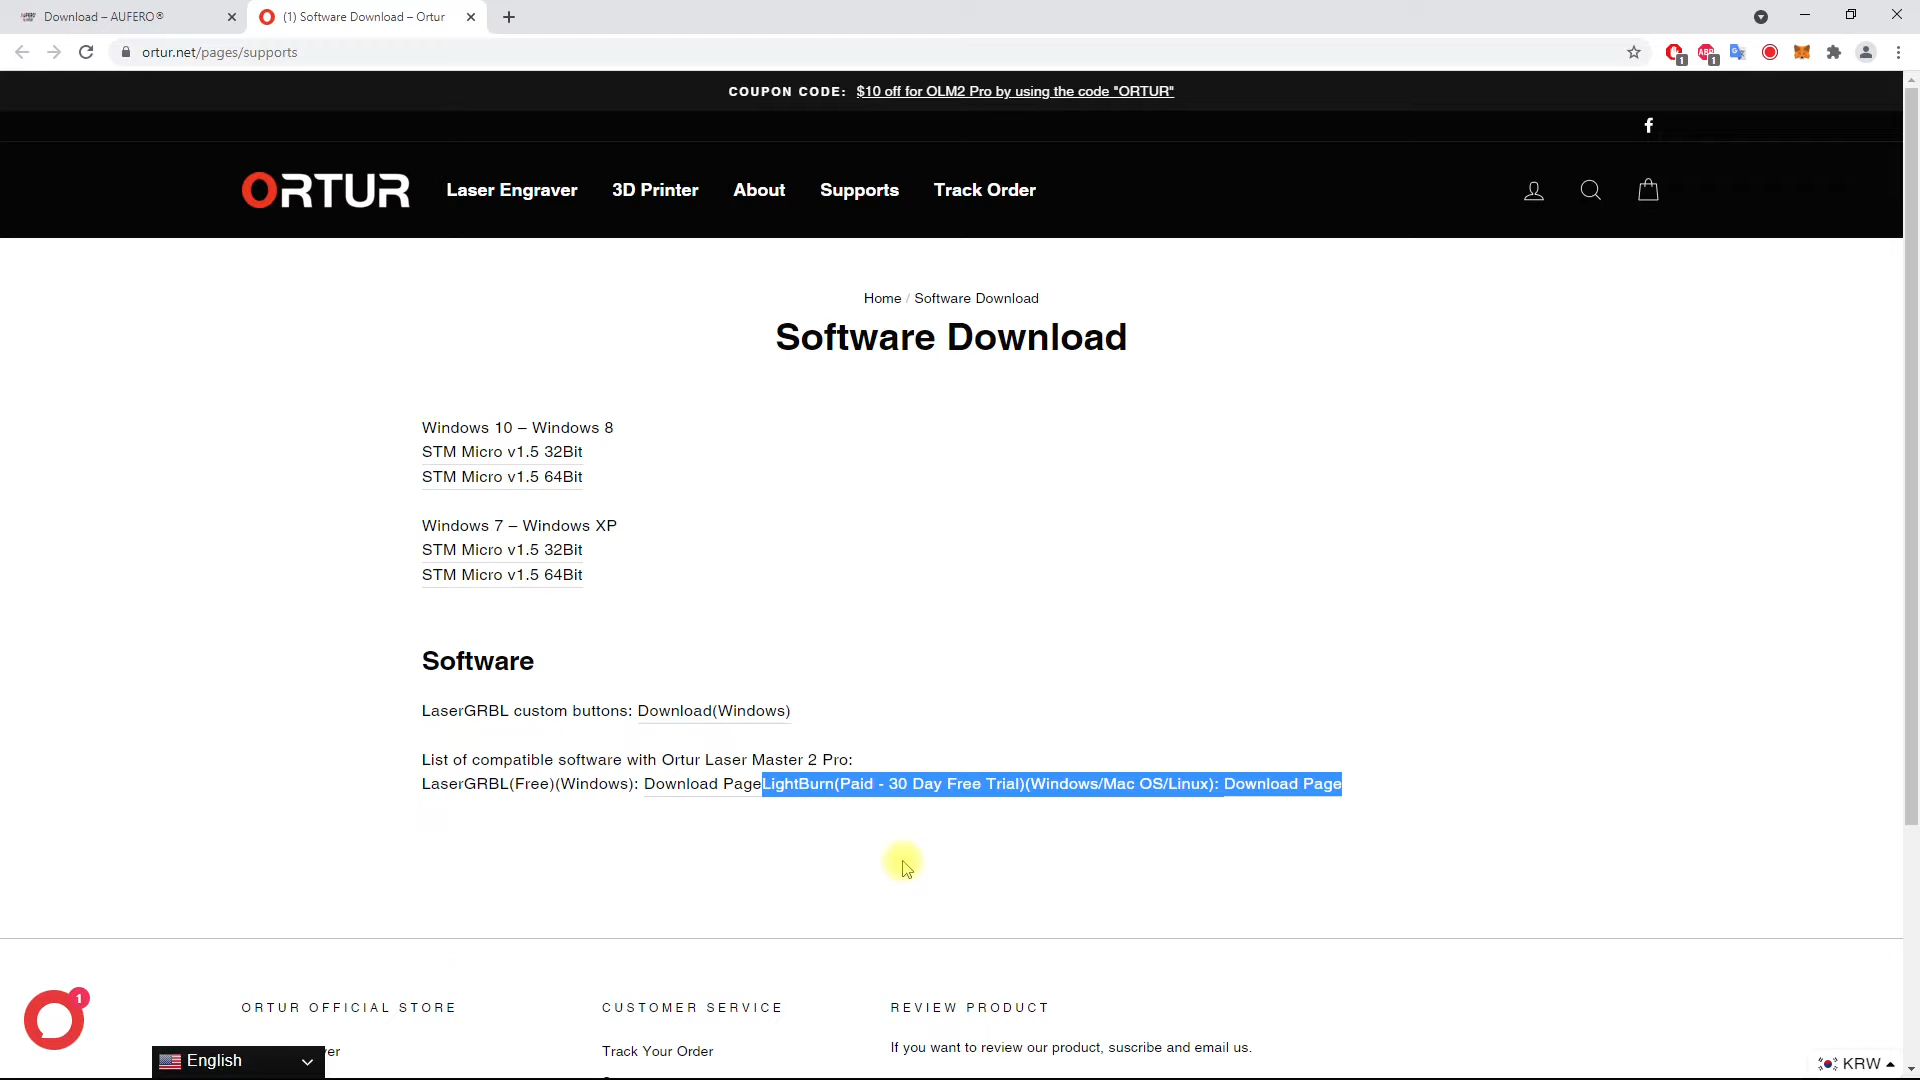 Download – AUFERO®
(1) Software Download – Ortur
ortur.net/pages/supports
1
ABP
1
COUPON CODE: $10 off for OLM2 Pro by using the code "ORTUR"
ORTUR
Laser Engraver
3D Printer
About
Supports
Track Order
Home / Software Download
Software Download
Windows 10 – Windows 8
STM Micro v1.5 32Bit
STM Micro v1.5 64Bit
Windows 7 – Windows XP
STM Micro v1.5 32Bit
STM Micro v1.5 64Bit
Software
LaserGRBL custom buttons: Download(Windows)
List of compatible software with Ortur Laser Master 2 Pro:
LaserGRBL(Free)(Windows): Download PageLightBurn(Paid - 30 Day Free Trial)(Windows/Mac OS/Linux): Download Page
1
ORTUR OFFICIAL STORE
CUSTOMER SERVICE
REVIEW PRODUCT
ver
Track Your Order
If you want to review our product, suscribe and email us.
English
KRW